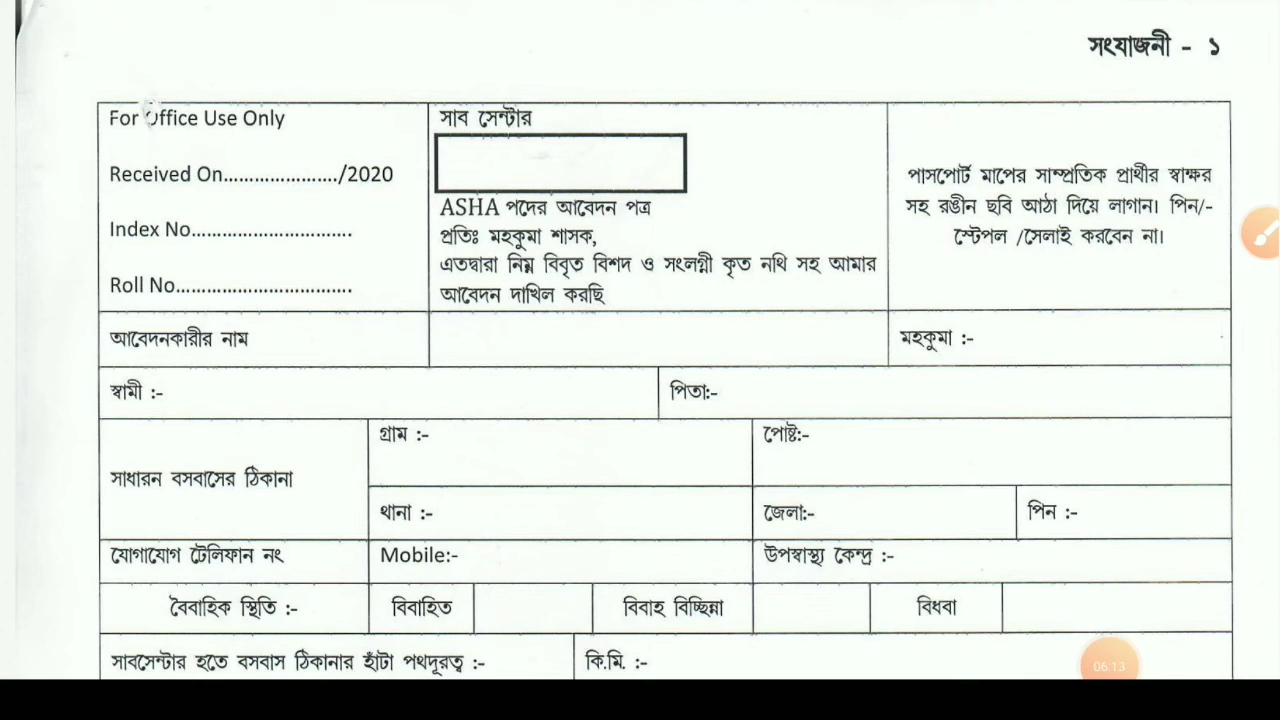 সংযাজনী - ১
For Office Use Only
Received On...................../2020
Index No...............................
Roll No..................................
সাব সেন্টার
ASHA পদের আবেদন পত্র
প্রতিঃ মহকুমা শাসক,
এতদ্বারা নিম্ন বিবৃত বিশদ ও সংলগ্নী কৃত নথি সহ আমার
আবেদন দাখিল করছি
পাসপোর্ট মাপের সাম্প্রতিক প্রার্থীর স্বাক্ষর
সহ রঙীন ছবি আঠা দিয়ে লাগান। পিন/-
স্টেপল /সেলাই করবেন না।
আবেদনকারীর নাম
মহকুমা :-
স্বামী :-
পিতা:-
সাধারন বসবাসের ঠিকানা
গ্রাম :-
পোষ্ট:-
থানা :-
জেলা:-
পিন :-
যোগাযোগ টেলিফান নং
Mobile:-
উপস্বাস্থ্য কেন্দ্র :-
বৈবাহিক স্থিতি :-
বিবাহিত
বিবাহ বিচ্ছিন্না
বিধবা
সাবসেন্টার হতে বসবাস ঠিকানার হাঁটা পথদূরত্ব :-
কি.মি. :-
06:13